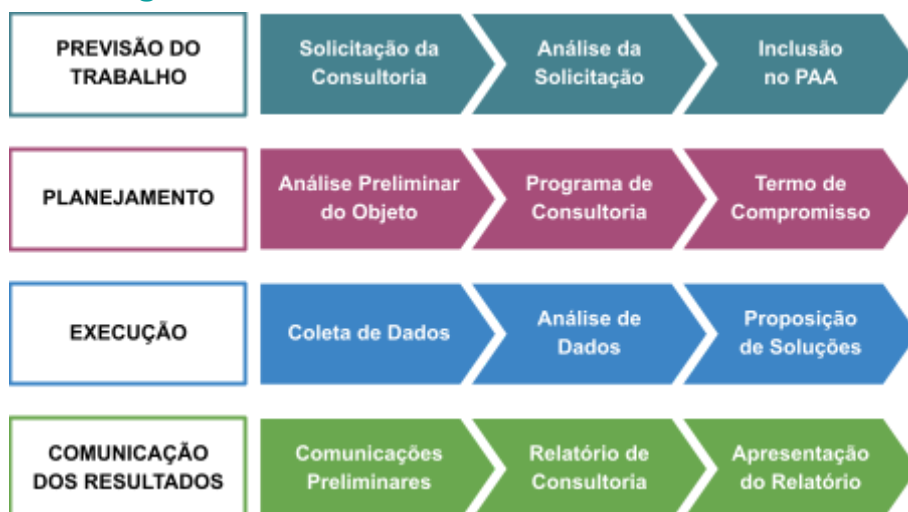 PREVISÃO DO
TRABALHO
Solicitação da
Consultoria
Análise da
Solicitação
Inclusão
no PAA
PLANEJAMENTO
Análise Preliminar
do Objeto
Programa de
Consultoria
Termo de
Compromisso
EXECUÇÃO
Coleta de Dados
Análise de
Dados
Proposição
de Soluções
COMUNICAÇÃO
DOS RESULTADOS
Comunicações
Preliminares
Relatório de
Consultoria
Apresentação
do Relatório